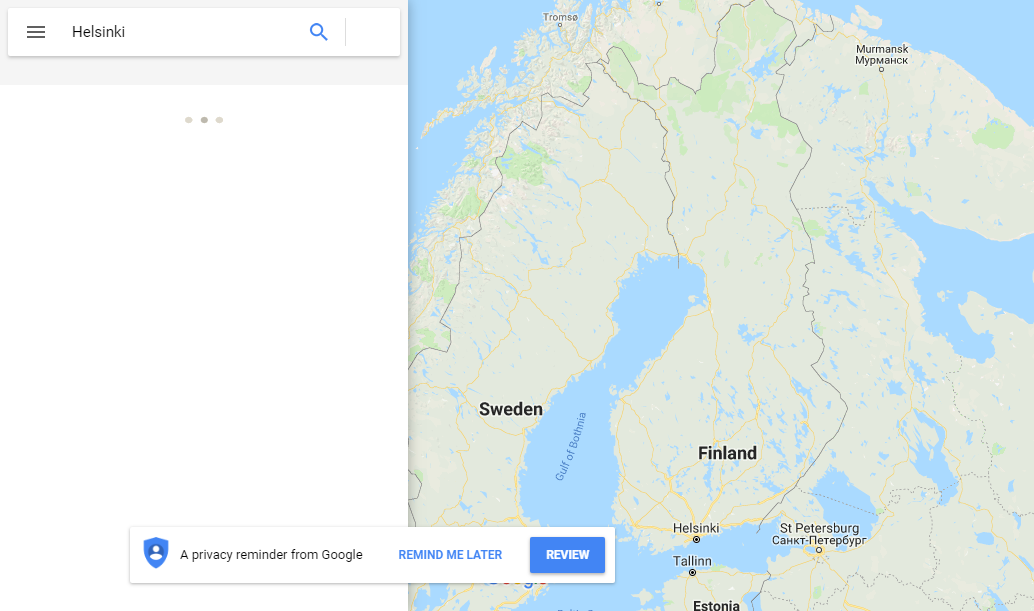 Helsinki
Tromsø
Murmansk
Мурманск
Sweden
Gulf of Bothnia
Finland
Helsinki
St Petersburg
Санкт-Петербург
Tallinn
Estonia
A privacy reminder from Google
REMIND ME LATER
REVIEW
Google